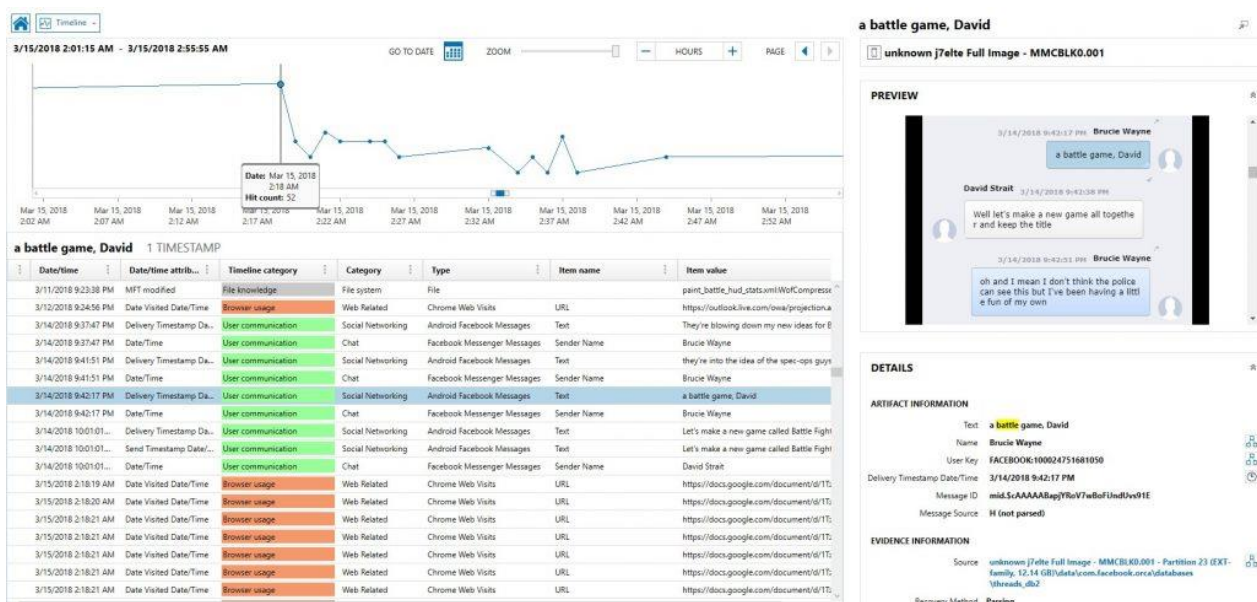 Timeline
3/15/2018 2:01:15 AM - 3/15/2018 2:55:55 AM
GO TO DATE
ZOOM
HOURS
PAGE
Date: Mar 15, 2018
2:18 AM
Hit count: 52
Mar 15, 2018 Mar 15, 2018 Mar 15, 2018 Mar 15, 2018 Mar 15, 2018 Mar 15, 2018 Mar 15, 2018 Mar 15, 2018 Mar 15, 2018 Mar 15, 2018 Mar 15, 2018
2:02 AM 2:07 AM 2:12 AM 2:17 AM 2:22 AM 2:27 AM 2:32 AM 2:37 AM 2:42 AM 2:47 AM 2:52 AM
a battle game, David 1 TIMESTAMP
Date/time Date/time attrib... Timeline category Category Type Item name Item value
3/11/2018 9:23:38 PM MFT modified File knowledge File system File paint_battle_hud_stats.xml:WofCompresse
3/12/2018 9:24:56 PM Date Visited Date/Time Browser usage Web Related Chrome Web Visits URL https://outlook.live.com/owa/projection.a
3/14/2018 9:37:47 PM Delivery Timestamp Da... User communication Social Networking Android Facebook Messages Text They're blowing down my new ideas for B
3/14/2018 9:37:47 PM Date/Time User communication Chat Facebook Messenger Messages Sender Name Brucie Wayne
3/14/2018 9:41:51 PM Delivery Timestamp Da... User communication Social Networking Android Facebook Messages Text they're into the idea of the spec-ops guys
3/14/2018 9:41:51 PM Date/Time User communication Chat Facebook Messenger Messages Sender Name Brucie Wayne
3/14/2018 9:42:17 PM Delivery Timestamp Da... User communication Social Networking Android Facebook Messages Text a battle game, David
3/14/2018 9:42:17 PM Date/Time User communication Chat Facebook Messenger Messages Sender Name Brucie Wayne
3/14/2018 10:01:01... Delivery Timestamp Da... User communication Social Networking Android Facebook Messages Text Let's make a new game called Battle Fight
3/14/2018 10:01:01... Send Timestamp Date/... User communication Social Networking Android Facebook Messages Text Let's make a new game called Battle Fight
3/14/2018 10:01:01... Date/Time User communication Chat Facebook Messenger Messages Sender Name David Strait
3/15/2018 2:18:19 AM Date Visited Date/Time Browser usage Web Related Chrome Web Visits URL https://docs.google.com/document/d/1T
3/15/2018 2:18:20 AM Date Visited Date/Time Browser usage Web Related Chrome Web Visits URL https://docs.google.com/document/d/1T
3/15/2018 2:18:21 AM Date Visited Date/Time Browser usage Web Related Chrome Web Visits URL https://docs.google.com/document/d/1T
3/15/2018 2:18:21 AM Date Visited Date/Time Browser usage Web Related Chrome Web Visits URL https://docs.google.com/document/d/1T
3/15/2018 2:18:21 AM Date Visited Date/Time Browser usage Web Related Chrome Web Visits URL https://docs.google.com/document/d/1T
3/15/2018 2:18:21 AM Date Visited Date/Time Browser usage Web Related Chrome Web Visits URL https://docs.google.com/document/d/1T
3/15/2018 2:18:21 AM Date Visited Date/Time Browser usage Web Related Chrome Web Visits URL https://docs.google.com/document/d/1T
a battle game, David
unknown j7elte Full Image - MMCBLK0.001
PREVIEW
3/14/2018 9:42:17 PM Brucie Wayne
a battle game, David
David Strait 3/14/2018 9:42:38 PM
Well let's make a new game all togethe
r and keep the title
3/14/2018 9:42:51 PM Brucie Wayne
oh and I mean I don't think the police
can see this but I've been having a littl
e fun of my own
DETAILS
ARTIFACT INFORMATION
Text a battle game, David
Name Brucie Wayne
User Key FACEBOOK:100024751681050
Delivery Timestamp Date/Time 3/14/2018 9:42:17 PM
Message ID
Message Source H (not parsed)
EVIDENCE INFORMATION
Source unknown j7elte Full Image - MMCBLK0.001 - Partition 23 (EXT-
family, 12.14 GB)\data\com.facebook.orca\databases
\threads_db2
Recovery Method Parsing